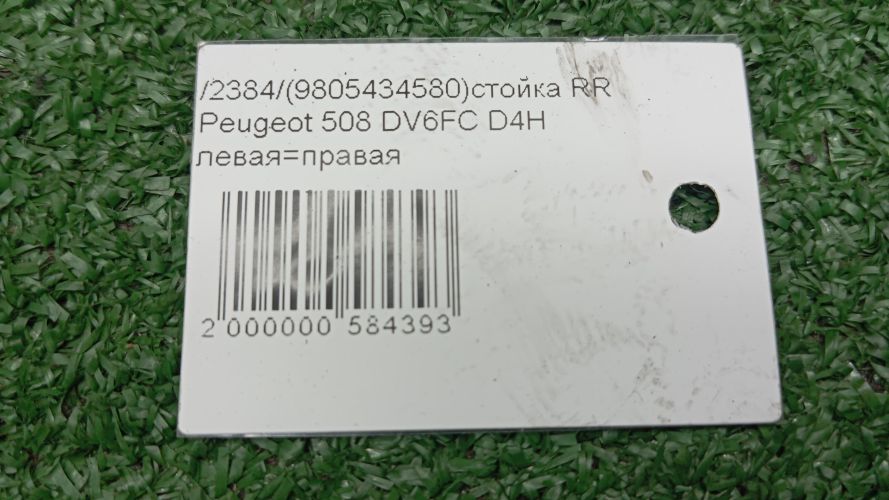 /2384/(9805434580)стойка RR
Peugeot 508 DV6FC D4H
левая=правая
2 000000 584393